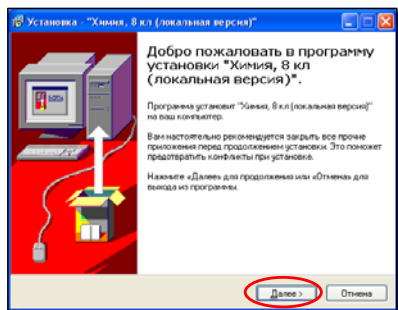 Установка - "Химия, 8 кл (локальная версия)"
Добро пожаловать в программу
установки "Химия, 8 кл
(локальная версия)".
Программа установит "Химия, 8 кл (локальная версия)"
на ваш компьютер.
Вам настоятельно рекомендуется закрыть все прочие
приложения перед продолжением установки. Это поможет
предотвратить конфликты при установке.
Нажмите «Далее» для продолжения или «Отмена» для
выхода из программы.
Далее >
Отмена